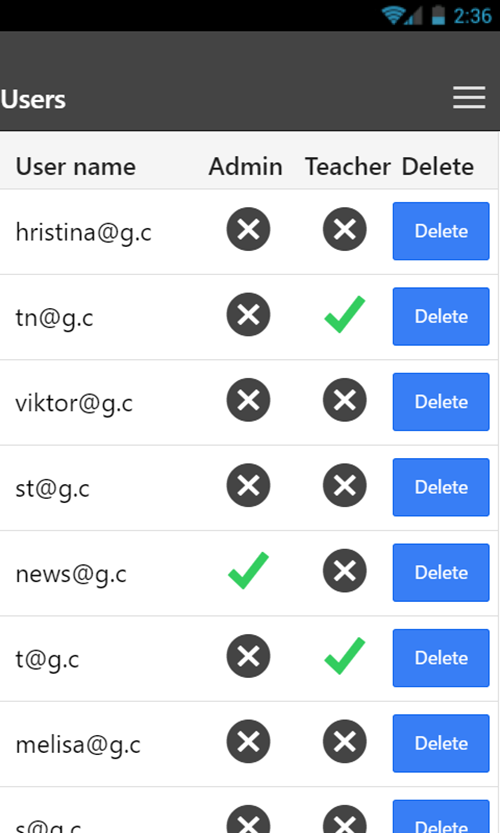 2:36
Users
User name Admin Teacher Delete
hristina@g.c Delete
tn@g.c Delete
viktor@g.c Delete
st@g.c Delete
news@g.c Delete
t@g.c Delete
melisa@g.c Delete
s@g.c Delete